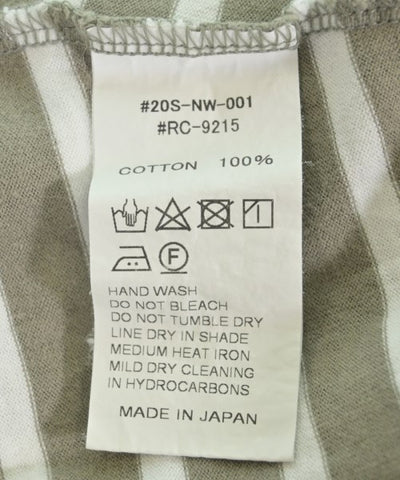 #20S-NW-001
#RC-9215
COTTON 100%
F
HAND WASH
DO NOT BLEACH
DO NOT TUMBLE DRY
LINE DRY IN SHADE
MEDIUM HEAT IRON
MILD DRY CLEANING
IN HYDROCARBONS
MADE IN JAPAN